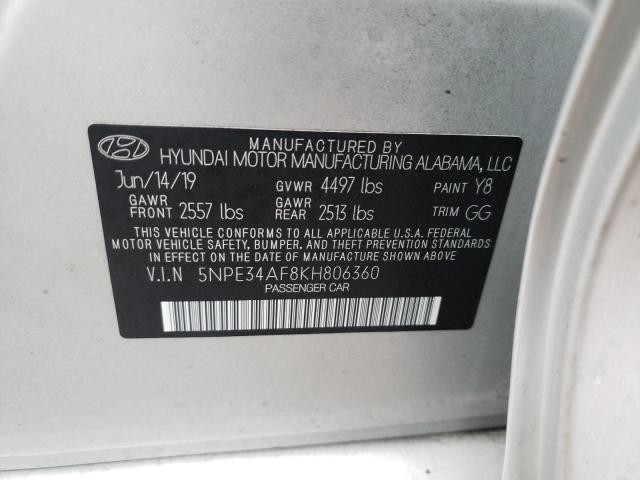 MANUFACTURED BY
HYUNDAI MOTOR MANUFACTURING ALABAMA, LLC
Jun/14/19 GVWR 4497 lbs PAINT Y8
GAWR FRONT 2557 lbs GAWR REAR 2513 lbs TRIM GG
THIS VEHICLE CONFORMS TO ALL APPLICABLE U.S.A. FEDERAL
MOTOR VEHICLE SAFETY, BUMPER, AND THEFT PREVENTION STANDARDS
IN EFFECT ON THE DATE OF MANUFACTURE SHOWN ABOVE.
V.I.N 5NPE34AF8KH806360
PASSENGER CAR